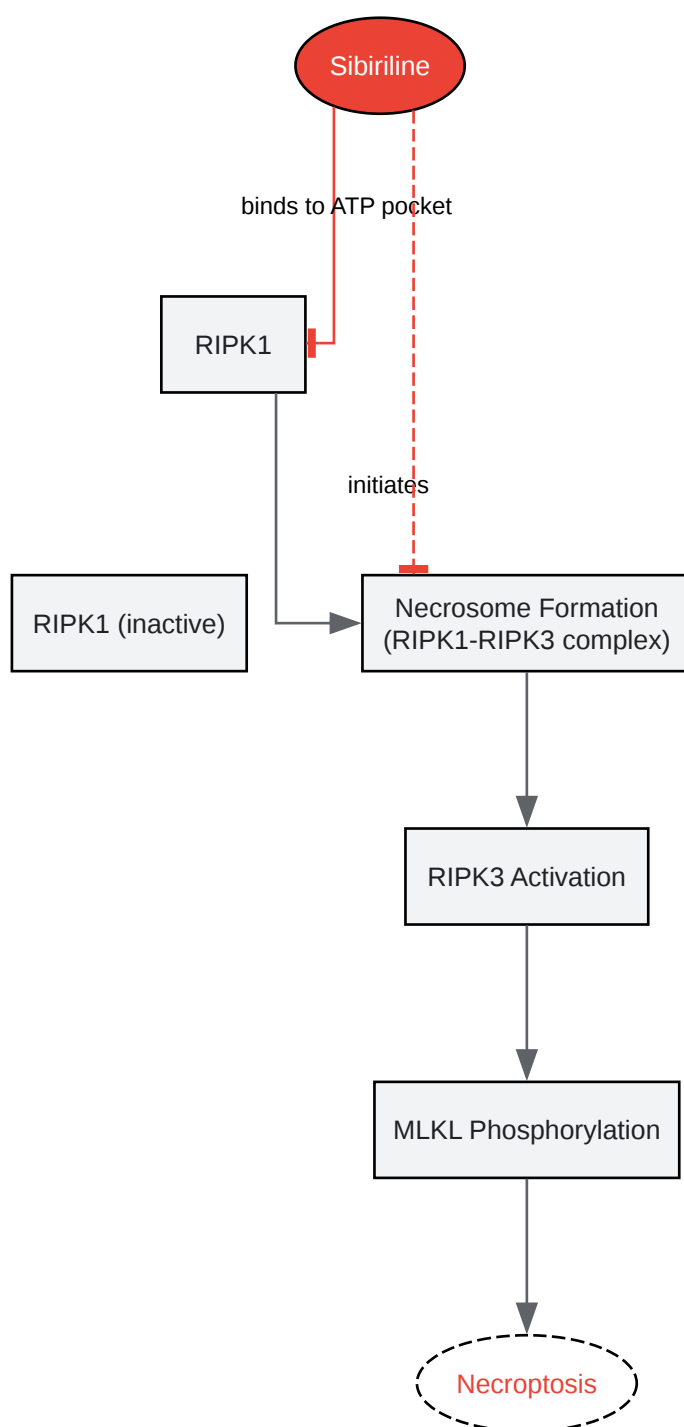 Sibiriline
binds to ATP pocket
RIPK1
initiates
RIPK1 (inactive)
Necrosome Formation
(RIPK1-RIPK3 complex)
RIPK3 Activation
MLKL Phosphorylation
Necroptosis